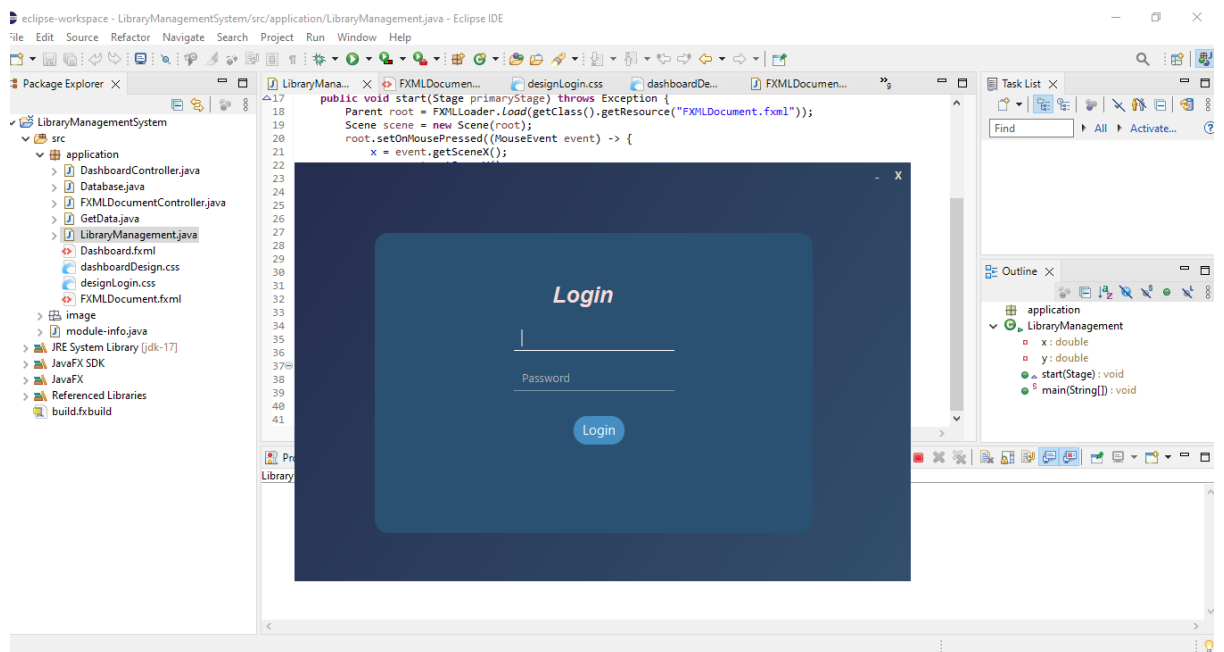 eclipse-workspace - LibraryManagementSystem/src/application/LibraryManagement.java - Eclipse IDE
File Edit Source Refactor Navigate Search Project Run Window Help
Package Explorer
LibraryManagementSystem
src
application
DashboardController.java
Database.java
FXMLDocumentController.java
GetData.java
LibraryManagement.java
Dashboard.fxml
dashboardDesign.css
designLogin.css
FXMLDocument.fxml
image
module-info.java
JRE System Library [jdk-17]
JavaFX SDK
JavaFX
Referenced Libraries
build.fxbuild
LibraryMana... FXMLDocumen... designLogin.css dashboardDe... FXMLDocumen... »9
17 public void start(Stage primaryStage) throws Exception {
18 Parent root = FXMLLoader.load(getClass().getResource("FXMLDocument.fxml"));
19 Scene scene = new Scene(root);
20 root.setOnMousePressed((MouseEvent event) -> {
21 x = event.getSceneX();
22
23
24
25
26
27
28
29
30
31
32
33
34
35
36
37
38
39
40
41
- X
Login
Password
Login
Pr
Library
Task List
Find All Activate...
Outline
application
LibraryManagement
x : double
y : double
start(Stage) : void
main(String[]) : void